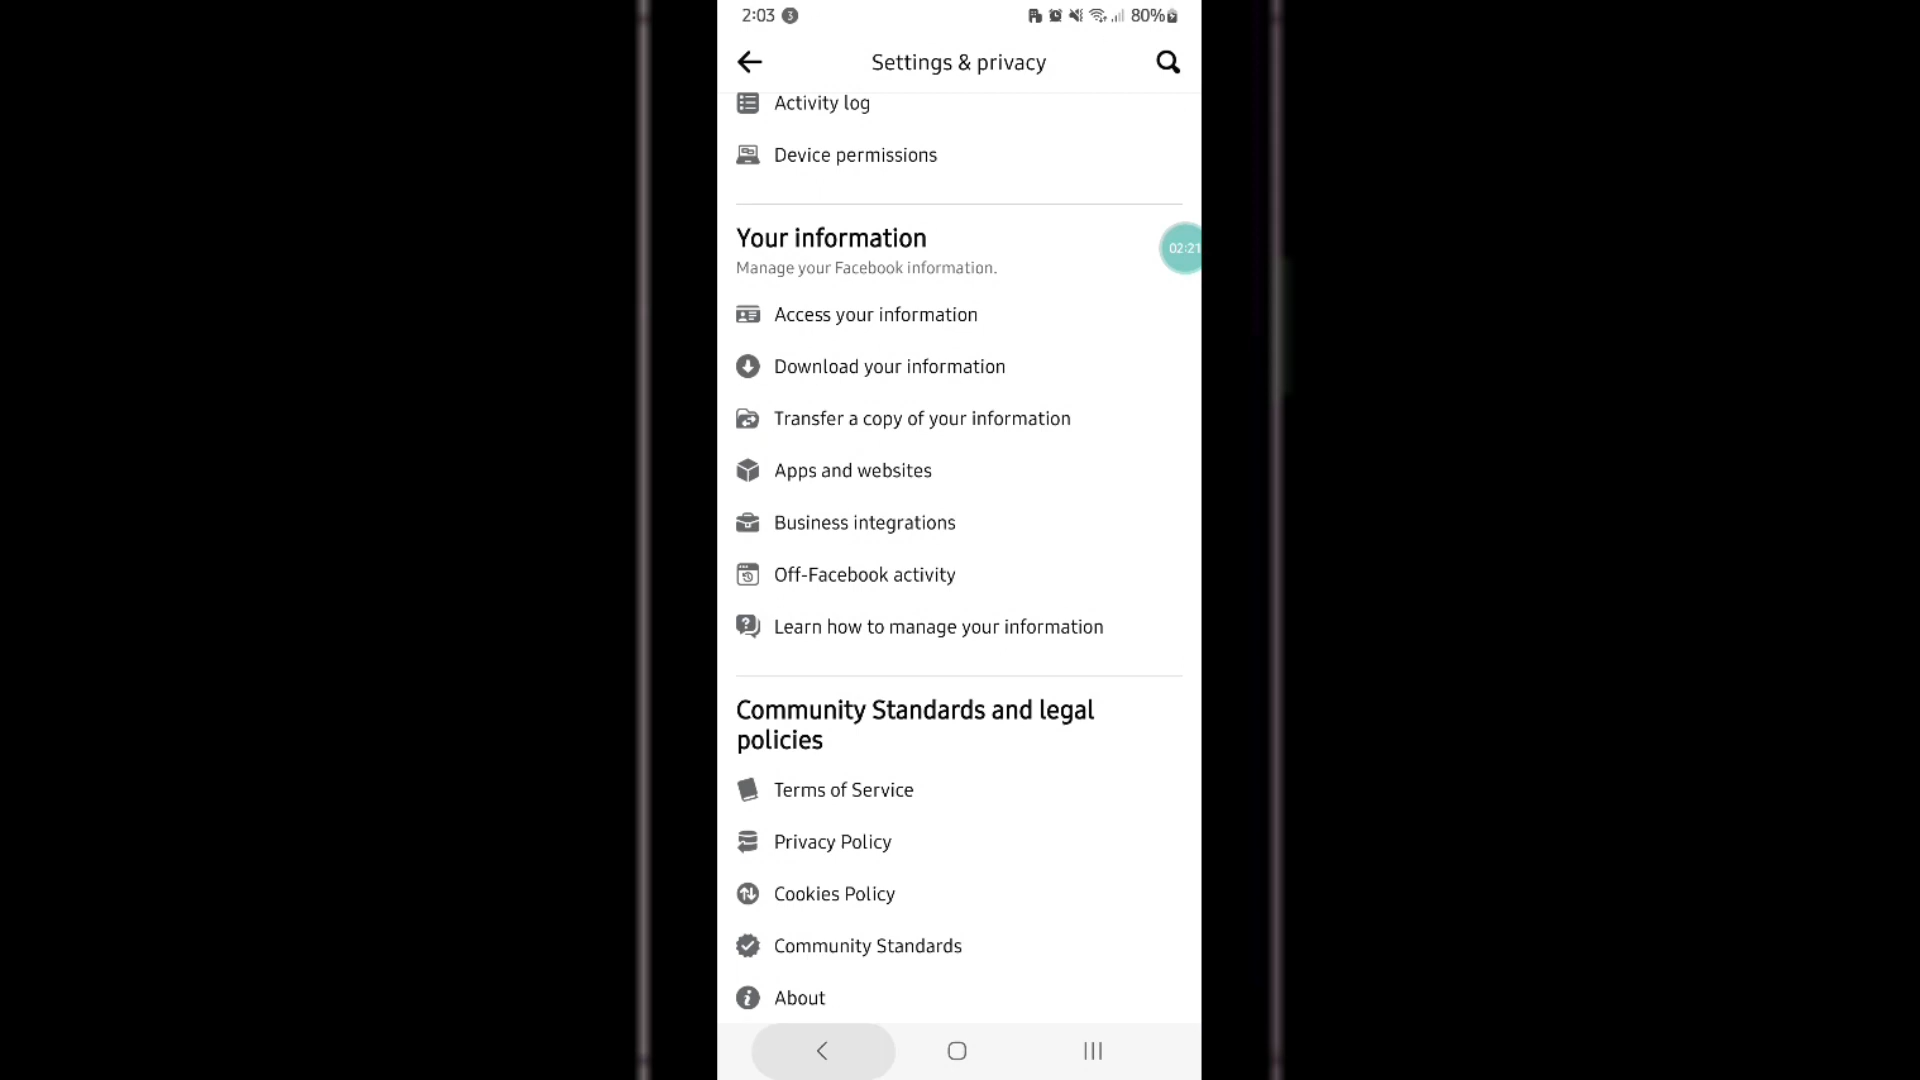 2:03 3 80%
Settings & privacy
Activity log
Device permissions
Your information
02:21
Manage your Facebook information.
Access your information
Download your information
Transfer a copy of your information
Apps and websites
Business integrations
Off-Facebook activity
Learn how to manage your information
Community Standards and legal
policies
Terms of Service
Privacy Policy
Cookies Policy
Community Standards
About